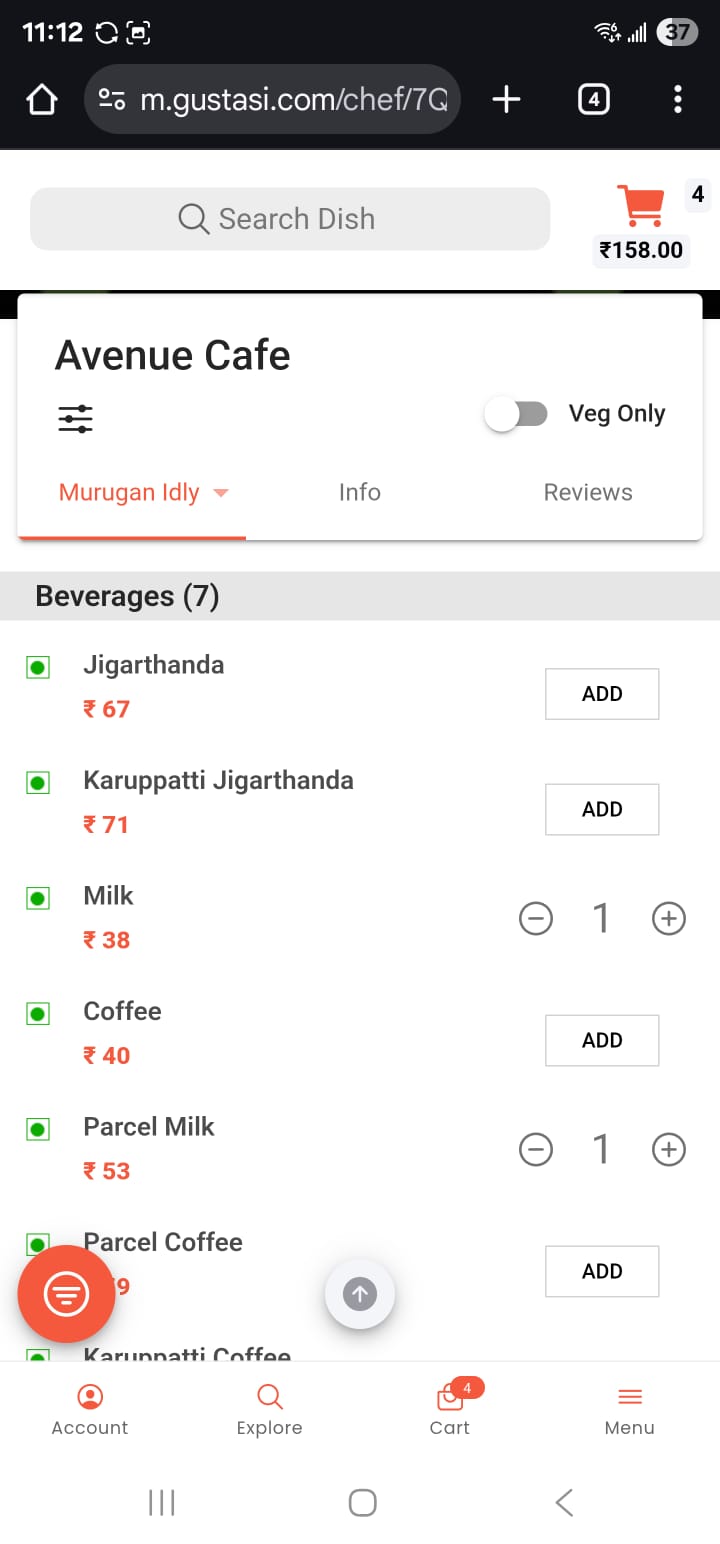 11:12
37
m.gustasi.com/chef/7Q
4
Search Dish
4
₹158.00
Avenue Cafe
Veg Only
Murugan Idly
Info
Reviews
Beverages (7)
Jigarthanda
₹ 67
ADD
Karuppatti Jigarthanda
₹ 71
ADD
Milk
₹ 38
1
Coffee
₹ 40
ADD
Parcel Milk
₹ 53
1
Parcel Coffee
9
ADD
Karuppatti Coffee
4
Account
Explore
Cart
Menu